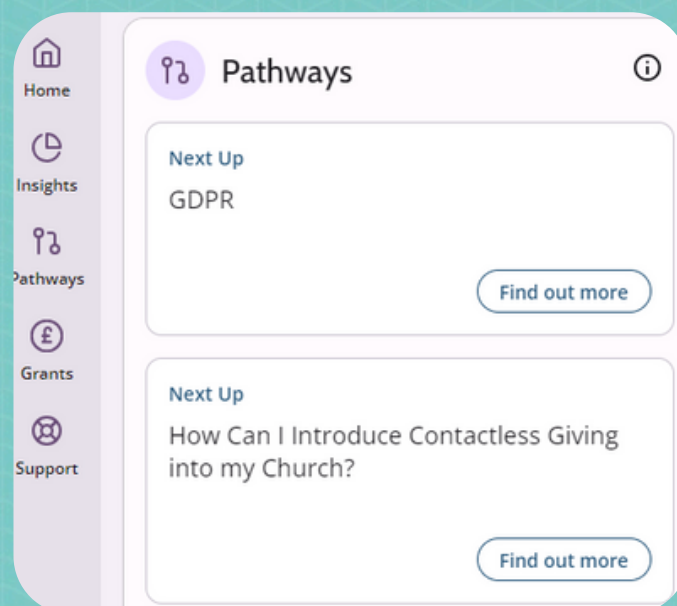 Home
Insights
Pathways
Grants
Support
Pathways
Next Up
GDPR
Find out more
Next Up
How Can I Introduce Contactless Giving
into my Church?
Find out more